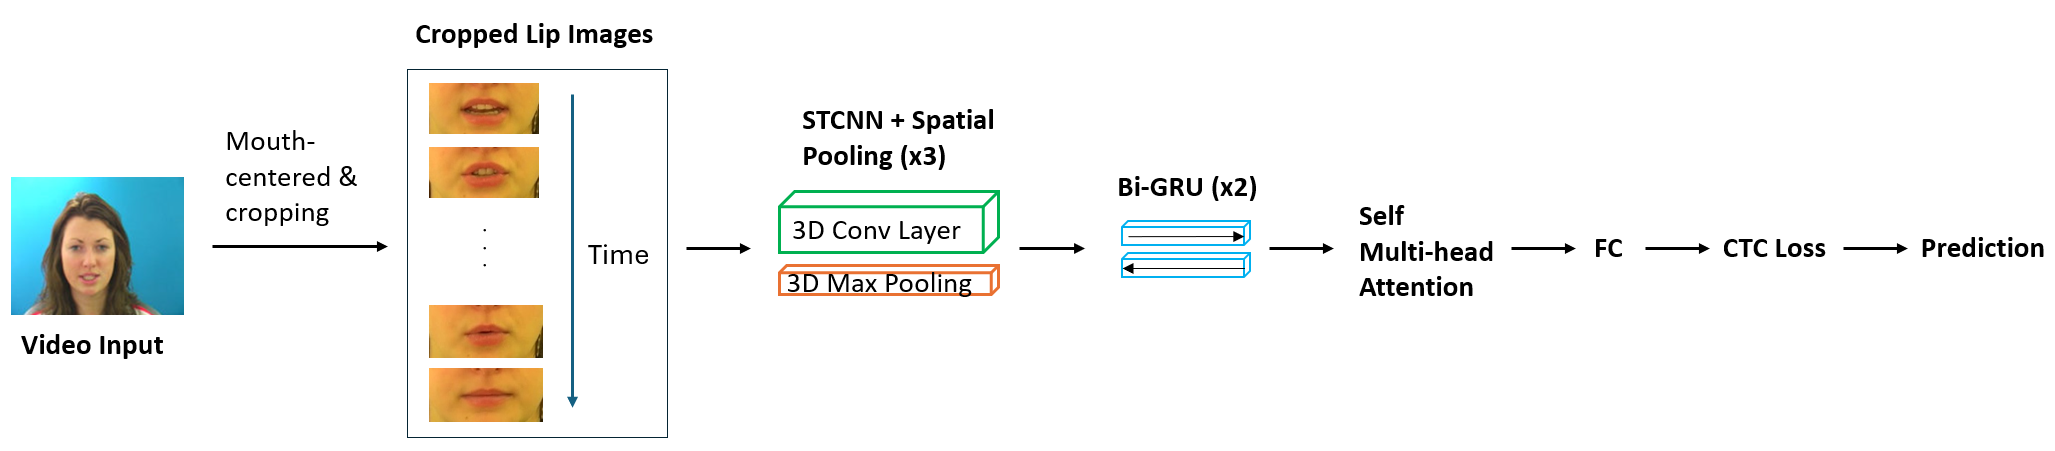 Cropped Lip Images
Mouth-
centered &
cropping
Video Input
Time
STCNN + Spatial
Pooling (x3)
3D Conv Layer
3D Max Pooling
Bi-GRU (x2)
Self
Multi-head
Attention
FC
CTC Loss
Prediction